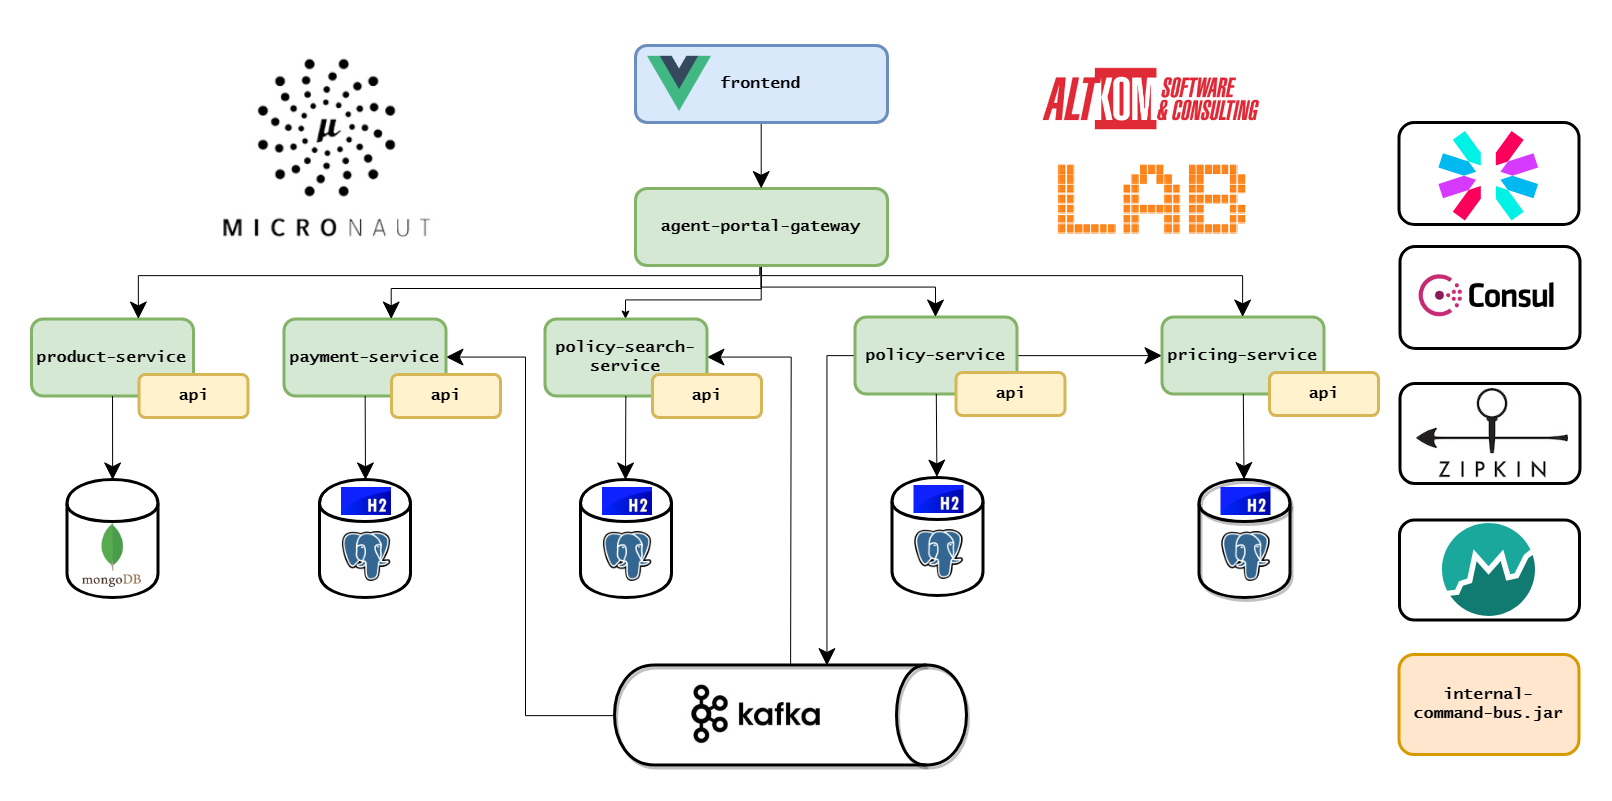 frontend
ALTKOM SOFTWARE
& CONSULTING
μ
LAB
MICRONAUT
agent-portal-gateway
Consul
product-service
payment-service
policy-search-
service
policy-service
pricing-service
api
api
api
api
api
ZIPKIN
H2
H2
H2
H2
mongoDB
kafka
internal-
command-bus.jar